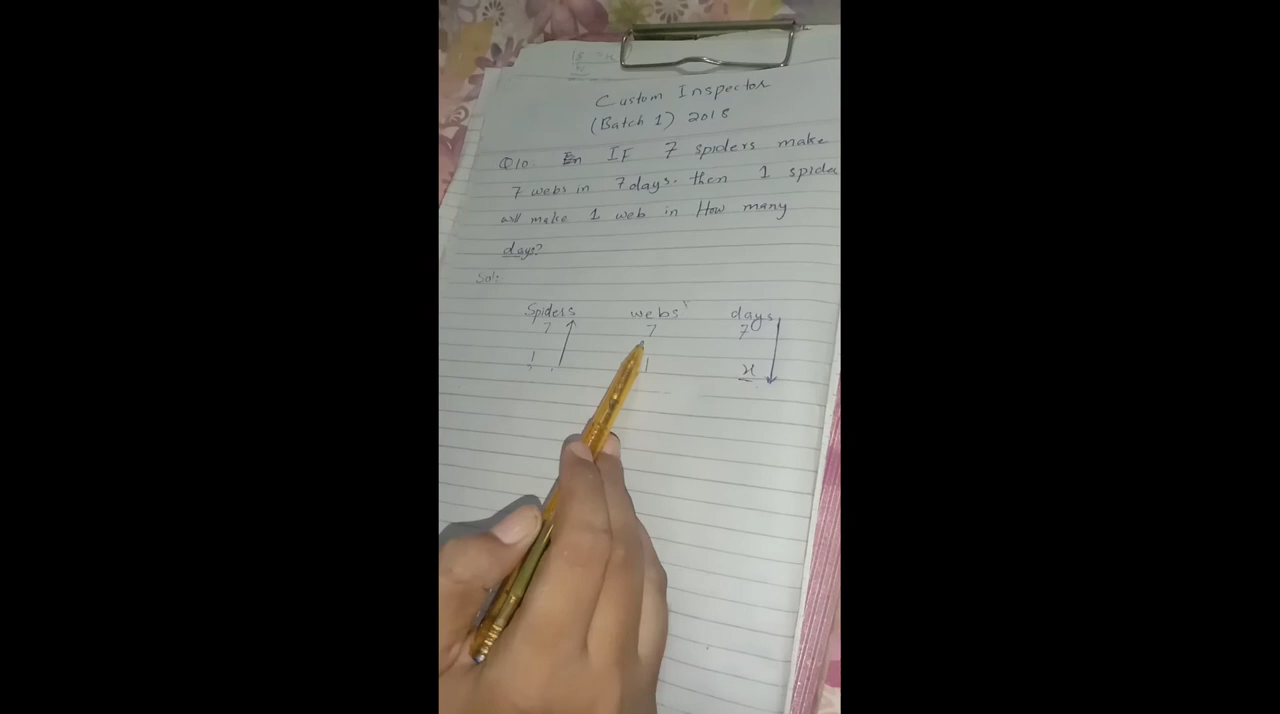 Custom Inspector
(Batch 1) 2018
Q10. IF 7 spiders make
7 webs in 7 days. then 1 spider
will make 1 web in How many
days?
Sol:
Spiders webs days
7 7 7
1 1 x